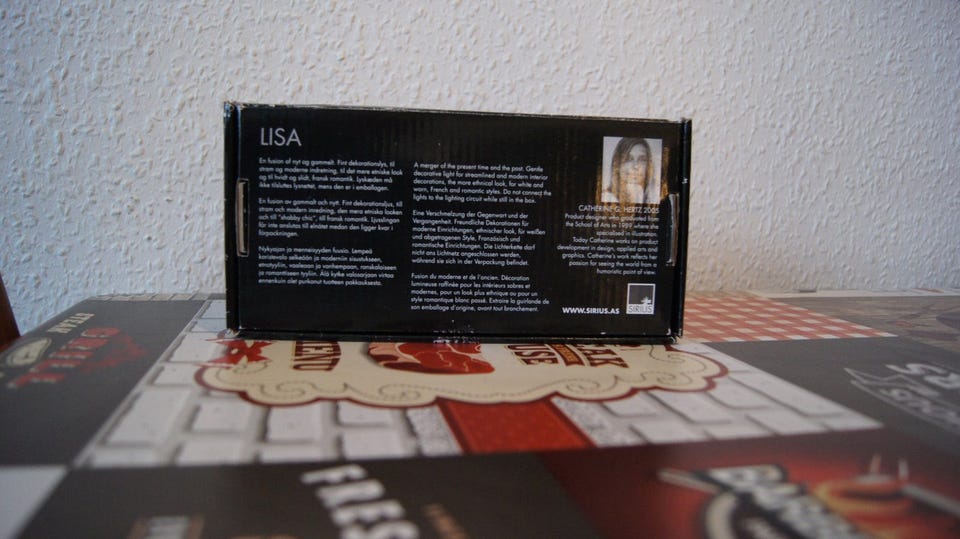 LISA
En fusion af nyt og gammelt. Fint dekorationslys, til
stram og moderne indretning, til det mere etniske look
og til hvidt og slidt, fransk romantik. Lyskæden må
ikke tilsluttes lysnettet, mens den er i emballagen.
En fusion av gammalt och nytt. Fint dekorationsljus, till
stram och modern inredning, den mera etniska looken
och till "shabby chic", till fransk romantik. Ljusslingan
får inte anslutas till elnätet medan den ligger kvar i
förpackningen.
Nykyajan ja menneisyyden fuusio. Lempeä
koristevalo selkeään ja moderniin sisustukseen,
etnotyyliin, vaaleaan ja vanhempaan, ranskalaiseen
ja romanttiseen tyyliin. Älä kytke valosarjaan virtaa
ennenkuin olet purkanut tuotteen pakkauksesta.
A merger of the present time and the past. Gentle
decorative light for streamlined and modern interior
decorations, the more ethnical look, for white and
worn, French and romantic styles. Do not connect the
lights to the lighting circuit while still in the box.
Eine Verschmelzung der Gegenwart und der
Vergangenheit. Freundliche Dekorationen für
moderne Einrichtungen, ethnischer look, für weißen
und abgetragenen Style, Französisch und
romantische Einrichtungen. Die Lichterkete darf
nicht ans Lichtnetz angeschlossen werden,
während sie sich in der Verpackung befindet.
Fusion du moderne et de l'ancien. Décoration
lumineuse raffinée pour les intérieurs sobres et
modernes, pour un look plus ethnique ou pour un
style romantique blanc passé. Extraire la guirlande de
son emballage d'origine, avant tout branchement.
CATHERINE G. HERTZ 2005
Product designer who graduated from
the School of Arts in 1989 where she
specialised in illustration.
Today Catherine works on product
development in design, applied arts and
graphics. Catherine's work reflects her
passion for seeing the world from a
humoristic point of view.
WWW.SIRIUS.AS
SIRIUS
STEAK
GRILL
MENU
STEAK
HOUSE
FRES